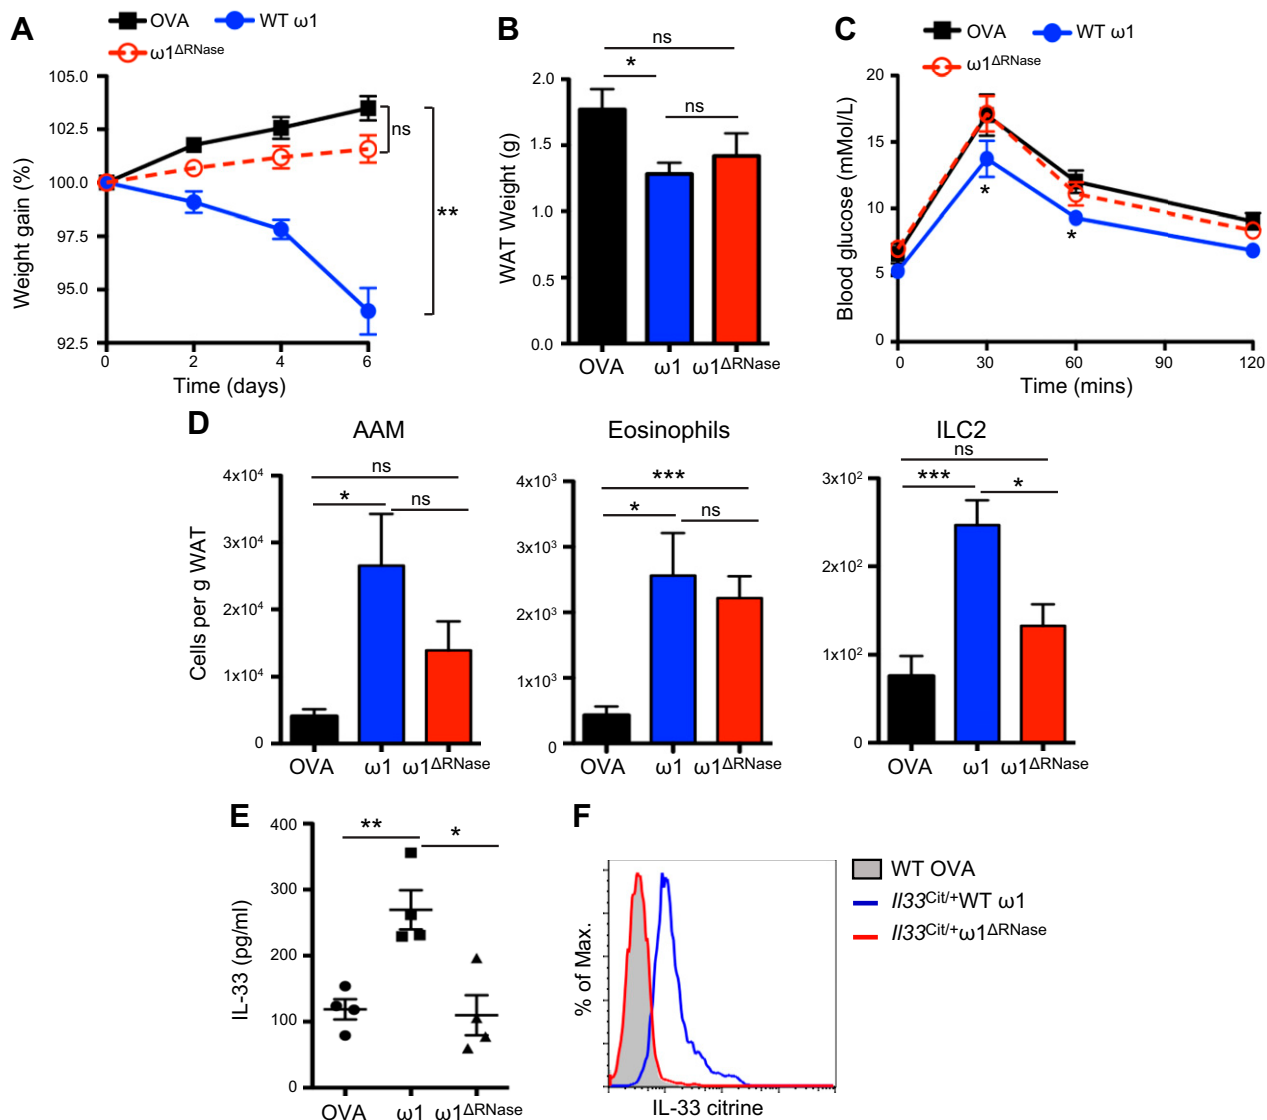 A
OVA
WT ω1
ω1ΔRNase
105.0
102.5
100.0
97.5
95.0
92.5
Weight gain (%)
0 2 4 6
Time (days)
ns
**
B
ns
*
ns
2.0
1.5
1.0
0.5
0.0
WAT Weight (g)
OVA ω1 ω1ΔRNase
C
OVA
WT ω1
ω1ΔRNase
20
15
10
5
0
Blood glucose (mMol/L)
*
*
0 30 60 90 120
Time (mins)
D
AAM
ns
* ns
4x10⁴
3x10⁴
2x10⁴
1x10⁴
0
Cells per g WAT
OVA ω1 ω1ΔRNase
Eosinophils
***
* ns
4x10³
3x10³
2x10³
1x10³
0
OVA ω1 ω1ΔRNase
ILC2
ns
*** *
3x10²
2x10²
1x10²
0
OVA ω1 ω1ΔRNase
E
** *
400
300
200
100
0
IL-33 (pg/ml)
OVA ω1 ω1ΔRNase
F
% of Max.
IL-33 citrine
WT OVA
Il33Cit/+WT ω1
Il33Cit/+ω1ΔRNase